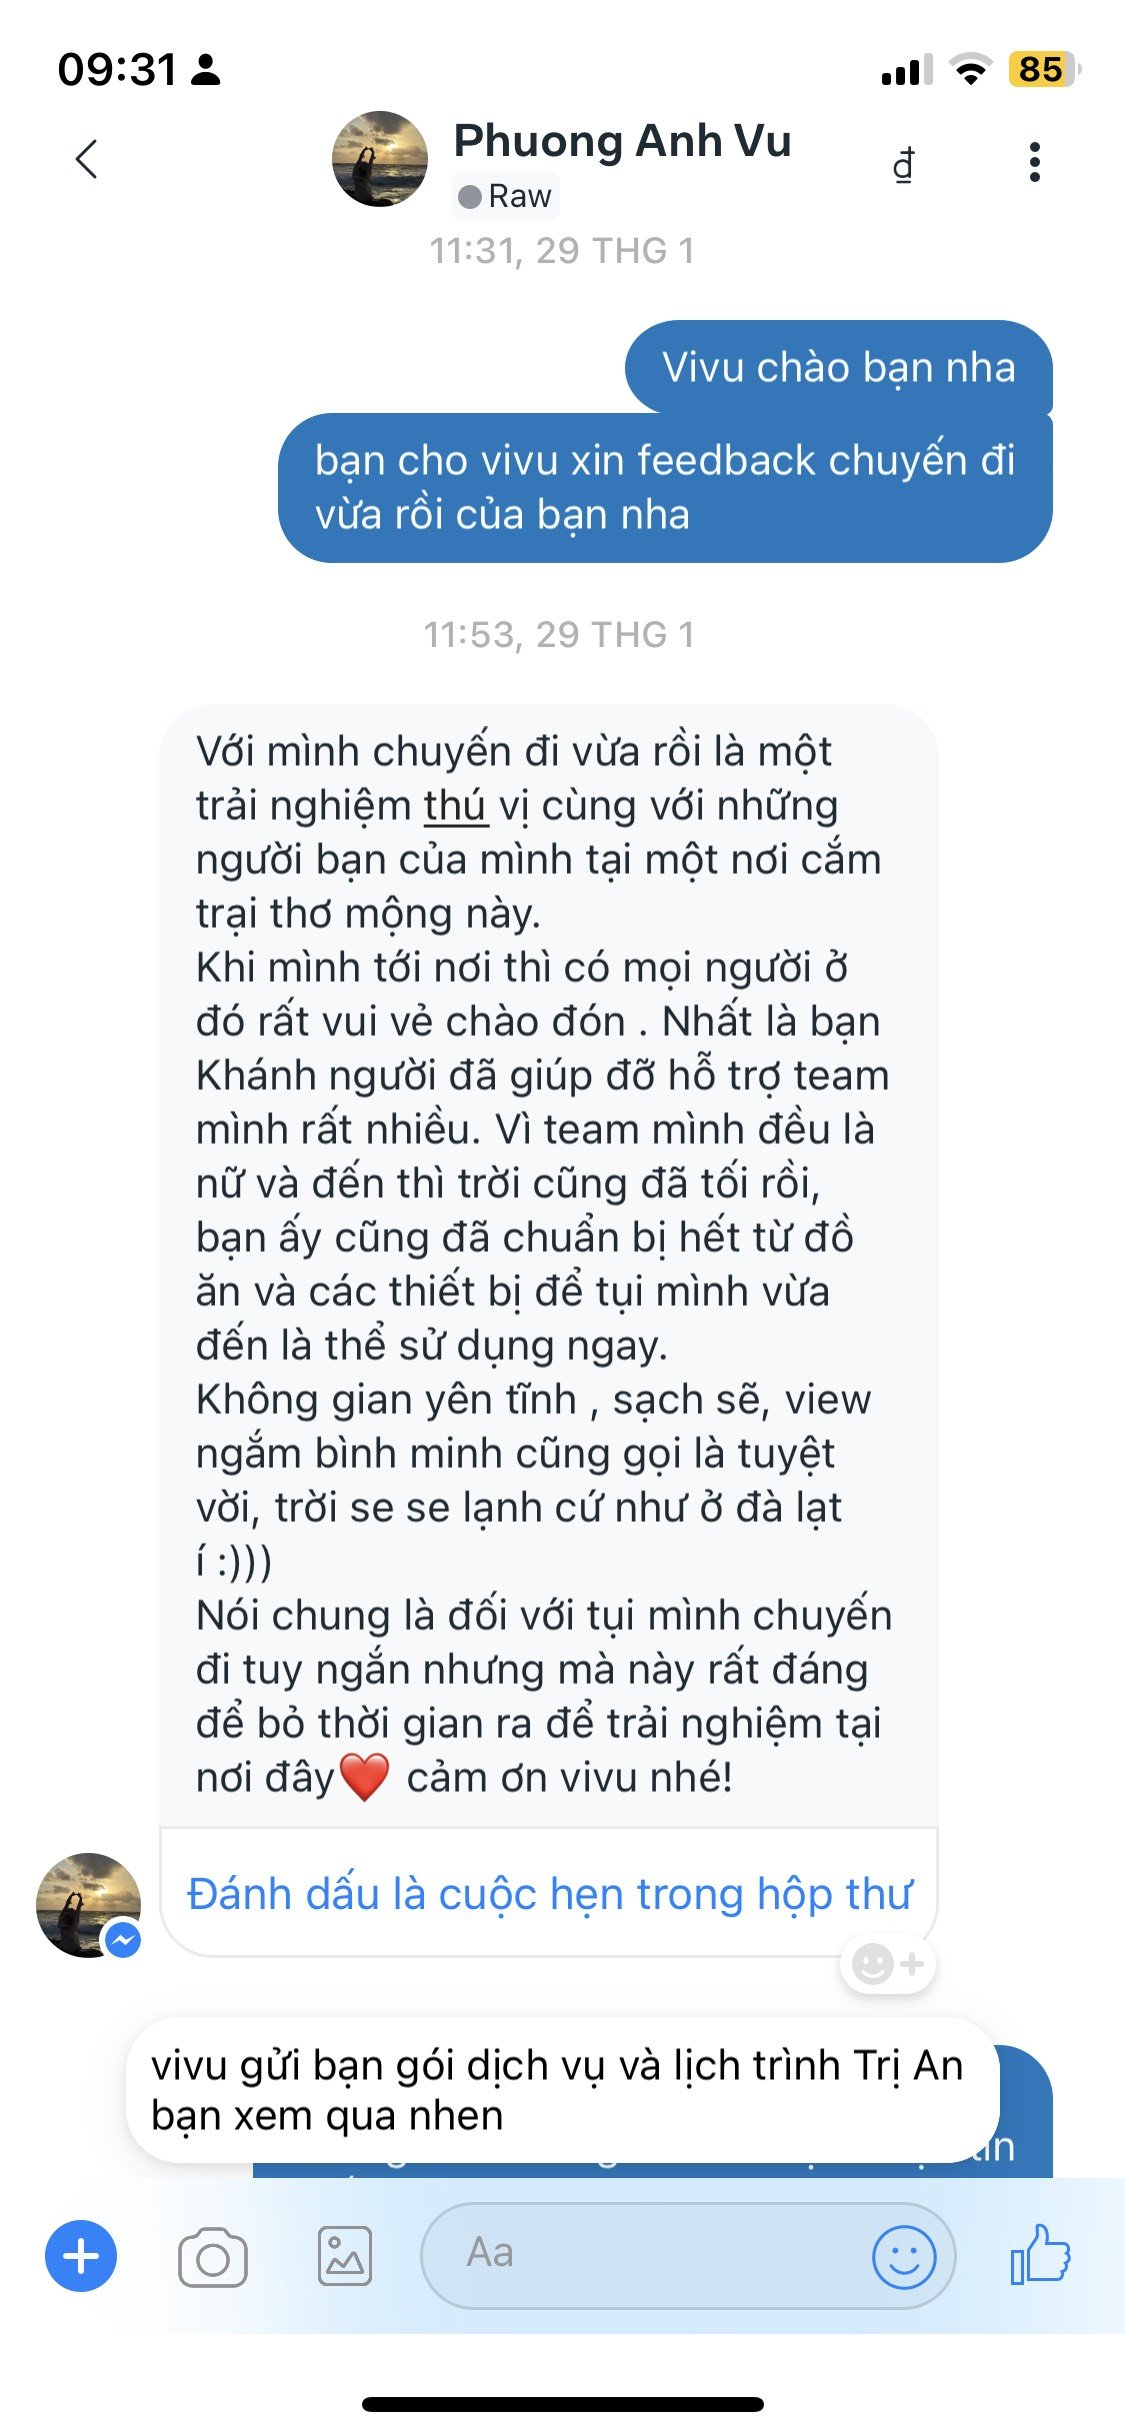 09:31
85
Phuong Anh Vu
₫
Raw
11:31, 29 THG 1
Vivu chào bạn nha
bạn cho vivu xin feedback chuyến đi
vừa rồi của bạn nha
11:53, 29 THG 1
Với mình chuyến đi vừa rồi là một
trải nghiệm thú vị cùng với những
người bạn của mình tại một nơi cắm
trại thơ mộng này.
Khi mình tới nơi thì có mọi người ở
đó rất vui vẻ chào đón . Nhất là bạn
Khánh người đã giúp đỡ hỗ trợ team
mình rất nhiều. Vì team mình đều là
nữ và đến thì trời cũng đã tối rồi,
bạn ấy cũng đã chuẩn bị hết từ đồ
ăn và các thiết bị để tụi mình vừa
đến là thể sử dụng ngay.
Không gian yên tĩnh , sạch sẽ, view
ngắm bình minh cũng gọi là tuyệt
vời, trời se se lạnh cứ như ở đà lạt
í :)))
Nói chung là đối với tụi mình chuyến
đi tuy ngắn nhưng mà này rất đáng
để bỏ thời gian ra để trải nghiệm tại
nơi đây❤️ cảm ơn vivu nhé!
Đánh dấu là cuộc hẹn trong hộp thư
vivu gửi bạn gói dịch vụ và lịch trình Trị An
bạn xem qua nhen
Aa